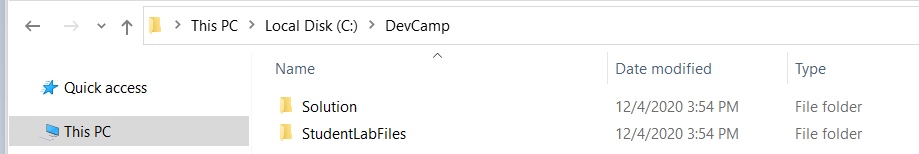 This PC > Local Disk (C:) > DevCamp
Quick access
This PC
Name Date modified Type
Solution 12/4/2020 3:54 PM File folder
StudentLabFiles 12/4/2020 3:54 PM File folder